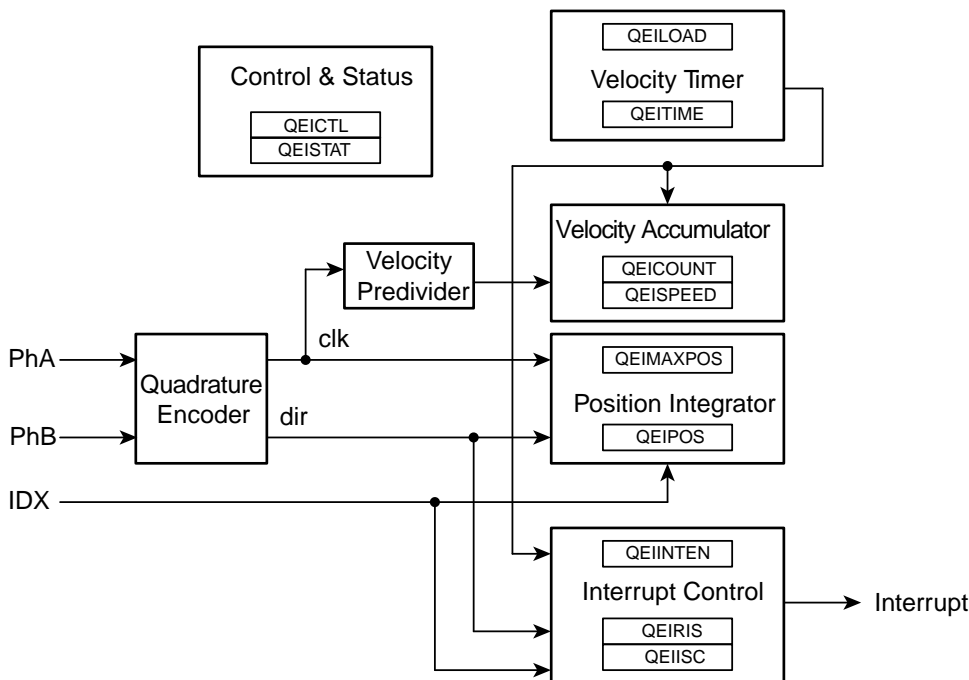 QEILOAD
Control & Status
Velocity Timer
QEICTL
QEITIME
QEISTAT
Velocity Accumulator
Velocity
Predivider
QEICOUNT
QEISPEED
clk
PhA
QEIMAXPOS
Quadrature
Encoder
Position Integrator
dir
PhB
QEIPOS
IDX
QEIINTEN
Interrupt Control
Interrupt
QEIRIS
QEIISC